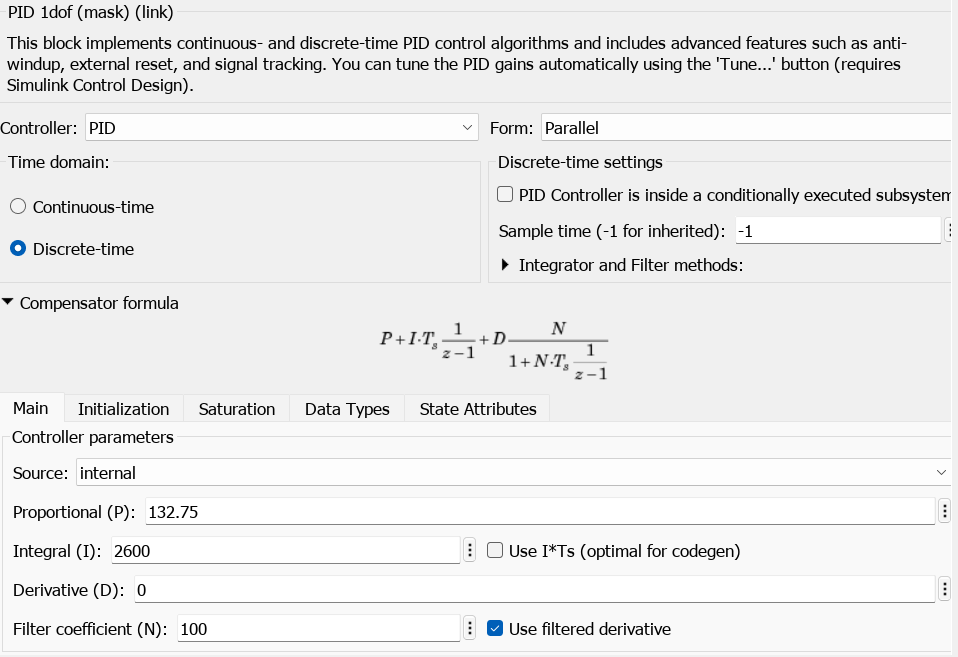 PID 1dof (mask) (link)
This block implements continuous- and discrete-time PID control algorithms and includes advanced features such as anti-
windup, external reset, and signal tracking. You can tune the PID gains automatically using the 'Tune...' button (requires
Simulink Control Design).
Controller: PID Form: Parallel
Time domain: Discrete-time settings
Continuous-time PID Controller is inside a conditionally executed subsystem
Discrete-time Sample time (-1 for inherited): -1
Integrator and Filter methods:
Compensator formula
P + I·T_s 1/(z−1) + D N/(1 + N·T_s 1/(z−1))
Main Initialization Saturation Data Types State Attributes
Controller parameters
Source: internal
Proportional (P): 132.75
Integral (I): 2600 Use I*Ts (optimal for codegen)
Derivative (D): 0
Filter coefficient (N): 100 Use filtered derivative